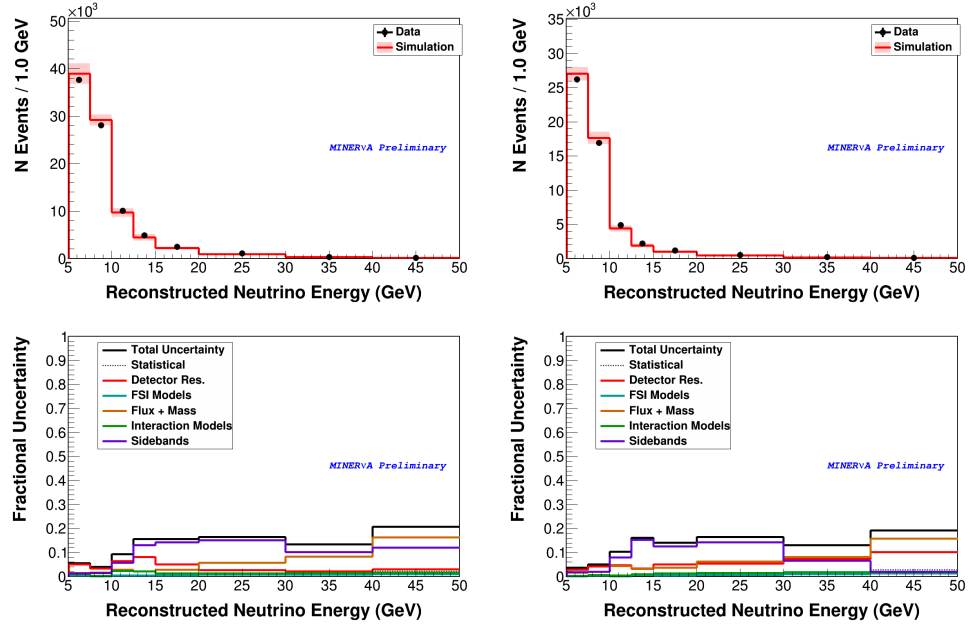 ×10³
50
40
30
20
10
0
N Events / 1.0 GeV
Data
Simulation
MINERνA Preliminary
5 10 15 20 25 30 35 40 45 50
Reconstructed Neutrino Energy (GeV)
×10³
35
30
25
20
15
10
5
0
N Events / 1.0 GeV
Data
Simulation
MINERνA Preliminary
5 10 15 20 25 30 35 40 45 50
Reconstructed Neutrino Energy (GeV)
1
0.9
0.8
0.7
0.6
0.5
0.4
0.3
0.2
0.1
0
Fractional Uncertainty
Total Uncertainty
Statistical
Detector Res.
FSI Models
Flux + Mass
Interaction Models
Sidebands
MINERνA Preliminary
5 10 15 20 25 30 35 40 45 50
Reconstructed Neutrino Energy (GeV)
1
0.9
0.8
0.7
0.6
0.5
0.4
0.3
0.2
0.1
0
Fractional Uncertainty
Total Uncertainty
Statistical
Detector Res.
FSI Models
Flux + Mass
Interaction Models
Sidebands
MINERνA Preliminary
5 10 15 20 25 30 35 40 45 50
Reconstructed Neutrino Energy (GeV)